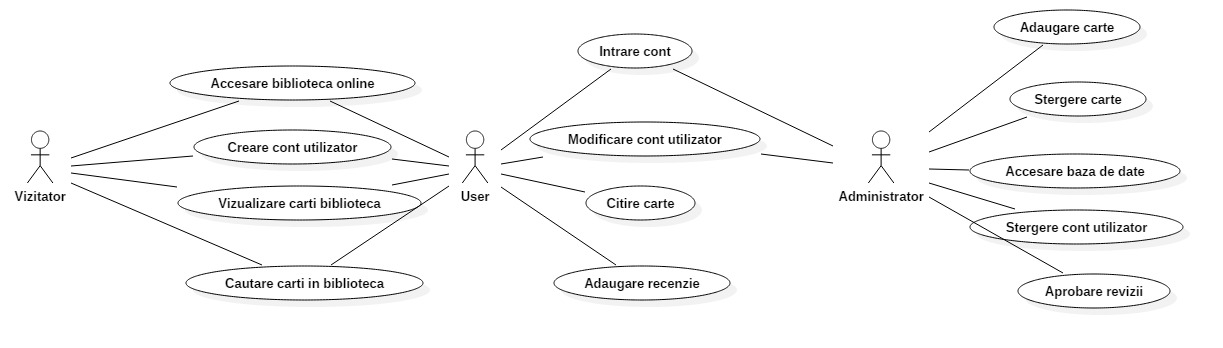 Adaugare carte
Intrare cont
Accesare biblioteca online
Stergere carte
Modificare cont utilizator
Creare cont utilizator
Accesare baza de date
Vizitator
User
Administrator
Vizualizare carti biblioteca
Citire carte
Stergere cont utilizator
Cautare carti in biblioteca
Adaugare recenzie
Aprobare revizii